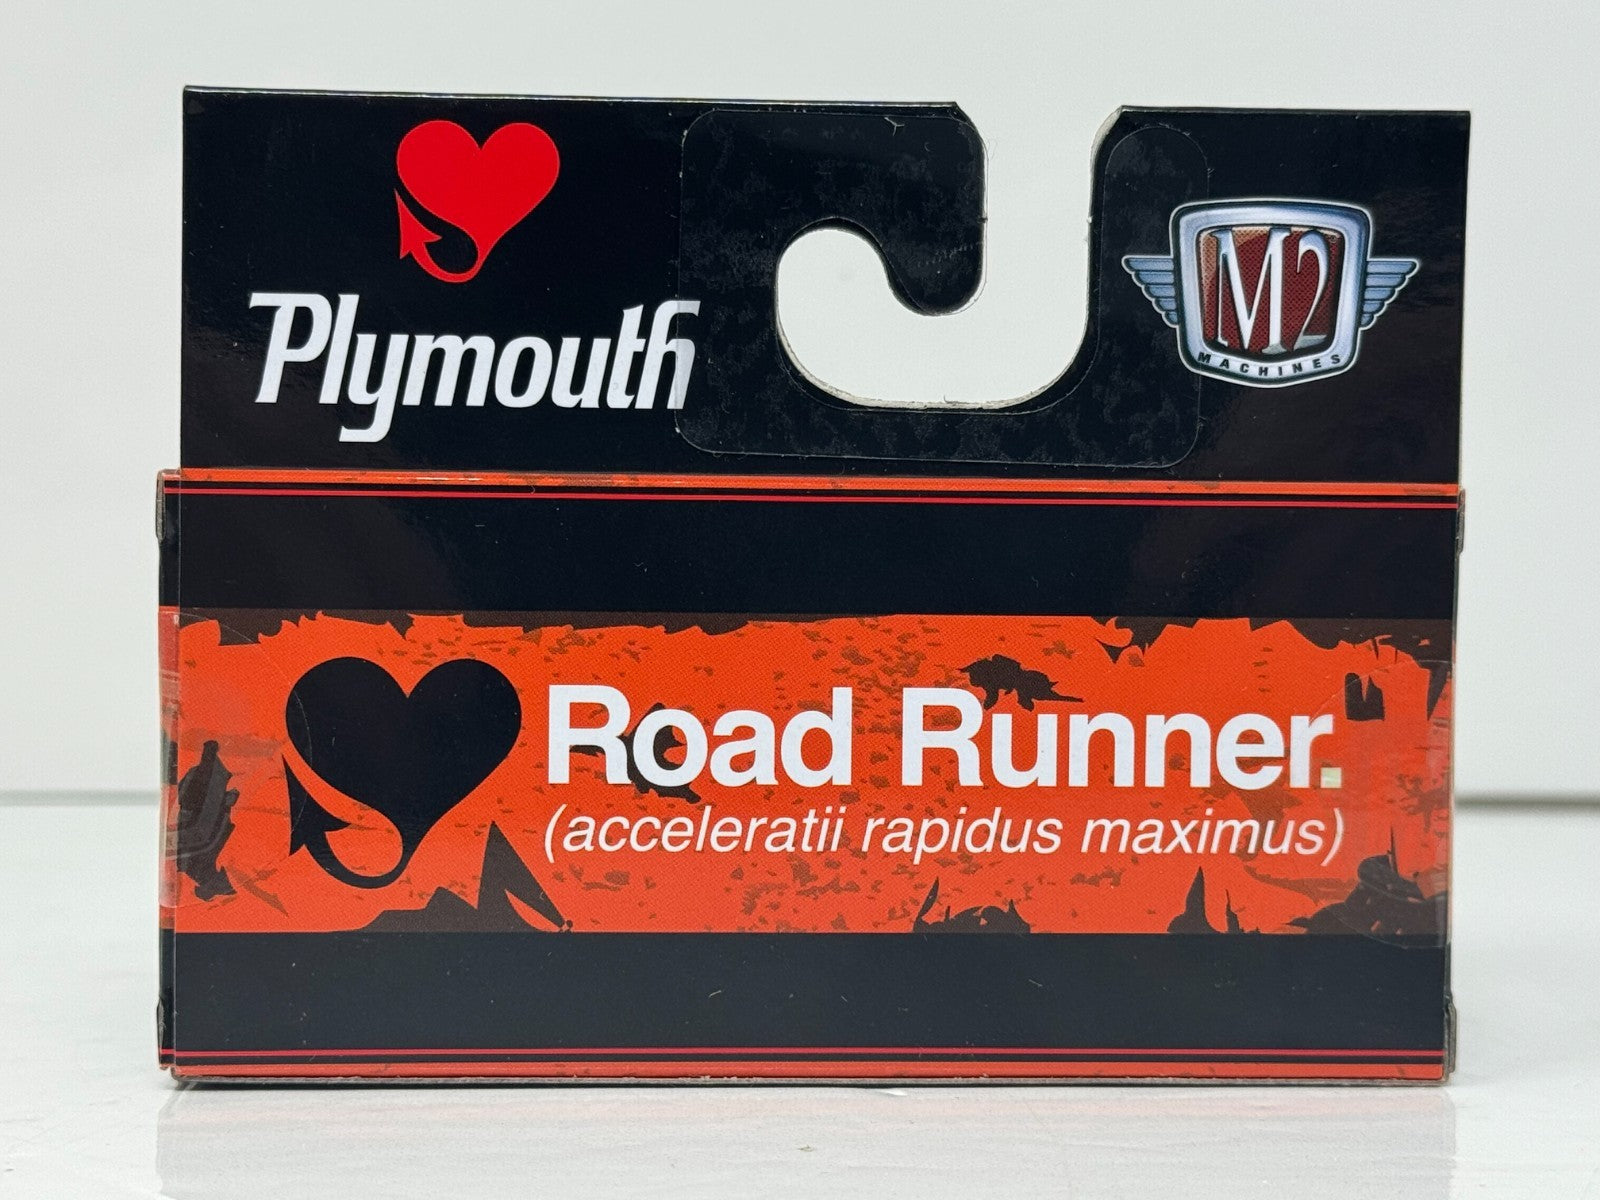 Plymouth
M2
MACHINES
Road Runner.
(acceleratii rapidus maximus)